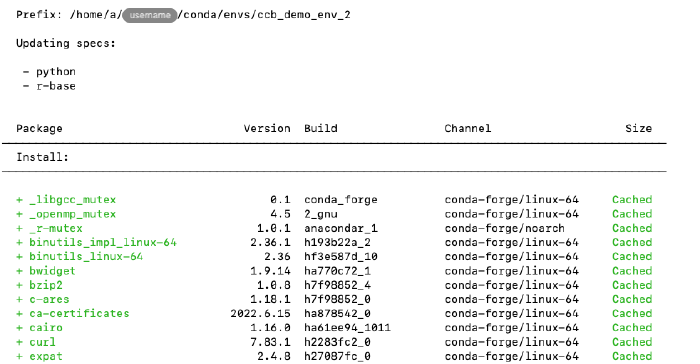 Prefix: /home/a/username/conda/envs/ccb_demo_env_2
Updating specs:
- python
- r-base
Package Version Build Channel Size
Install:
+ _libgcc_mutex 0.1 conda_forge conda-forge/linux-64 Cached
+ _openmp_mutex 4.5 2_gnu conda-forge/linux-64 Cached
+ _r-mutex 1.0.1 anacondar_1 conda-forge/noarch Cached
+ binutils_impl_linux-64 2.36.1 h193b22a_2 conda-forge/linux-64 Cached
+ binutils_linux-64 2.36 hf3e587d_10 conda-forge/linux-64 Cached
+ bwidget 1.9.14 ha770c72_1 conda-forge/linux-64 Cached
+ bzip2 1.0.8 h7f98852_4 conda-forge/linux-64 Cached
+ c-ares 1.18.1 h7f98852_0 conda-forge/linux-64 Cached
+ ca-certificates 2022.6.15 ha878542_0 conda-forge/linux-64 Cached
+ cairo 1.16.0 ha61ee94_1011 conda-forge/linux-64 Cached
+ curl 7.83.1 h2283fc2_0 conda-forge/linux-64 Cached
+ expat 2.4.8 h27087fc_0 conda-forge/linux-64 Cached